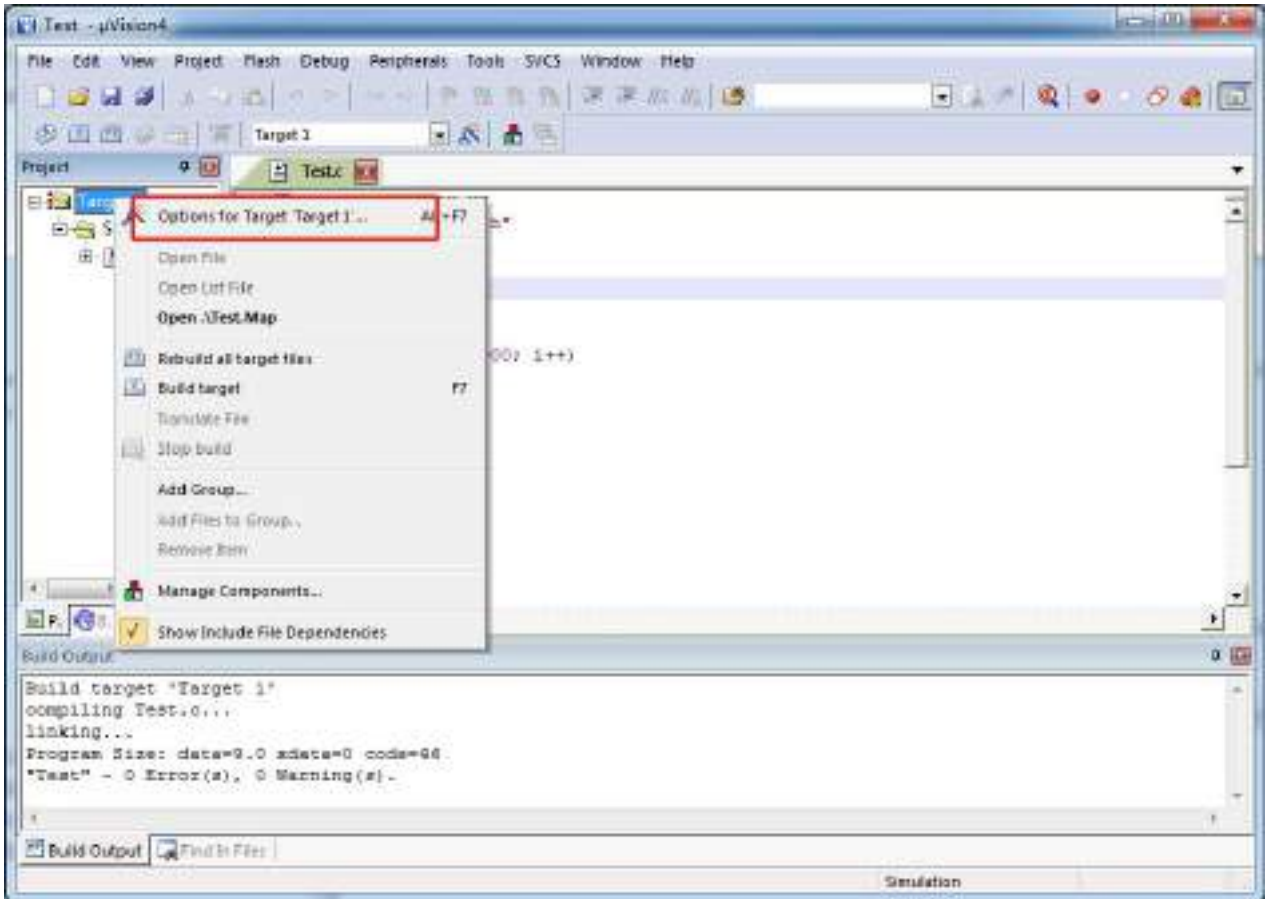 Test - µVision4
File Edit View Project Flash Debug Peripherals Tools SVCS Window Help
Target 1
Project
Test.c
Options for Target 'Target 1'... Alt+F7
Open File
Open List File
Open .\Test.Map
00; i++)
Rebuild all target files
Build target F7
Translate File
Stop build
Add Group...
Add Files to Group...
Remove Item
Manage Components...
P.
Show Include File Dependencies
Build Output
Build target 'Target 1'
compiling Test.c...
linking...
Program Size: data=9.0 xdata=0 code=66
"Test" - 0 Error(s), 0 Warning(s).
Build Output Find In Files
Simulation